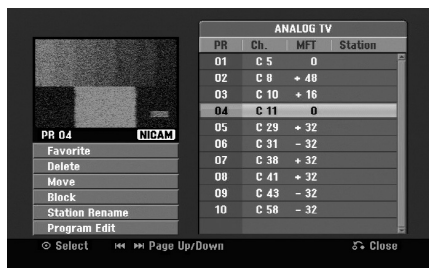 ANALOG TV
PR Ch. MFT Station
01 C 5 0
02 C 8 + 48
03 C 10 + 16
04 C 11 0
05 C 29 + 32
06 C 31 - 32
07 C 38 + 32
08 C 41 + 32
09 C 43 - 32
10 C 58 - 32
PR 04 NICAM
Favorite
Delete
Move
Block
Station Rename
Program Edit
Select Page Up/Down Close